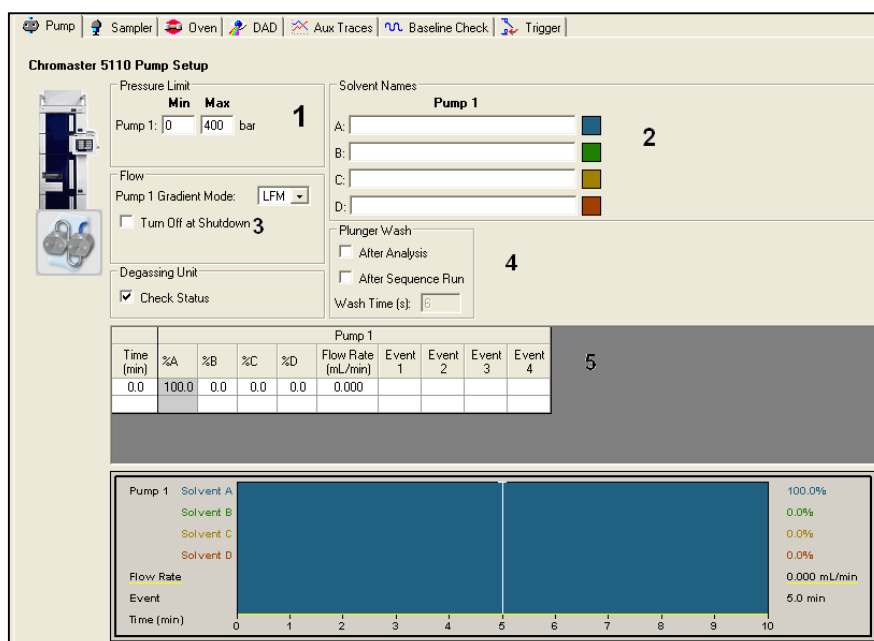 Pump Sampler Oven DAD Aux Traces Baseline Check Trigger
Chromaster 5110 Pump Setup
Pressure Limit
Min Max
Pump 1: 0 400 bar
1
Solvent Names
Pump 1
A:
B:
C:
D:
2
Flow
Pump 1 Gradient Mode: LFM
Turn Off at Shutdown 3
Plunger Wash
After Analysis
After Sequence Run
Wash Time (s): 6
4
Degassing Unit
Check Status
Pump 1
Time (min) %A %B %C %D Flow Rate (mL/min) Event 1 Event 2 Event 3 Event 4
0.0 100.0 0.0 0.0 0.0 0.000
5
Pump 1 Solvent A 100.0%
Solvent B 0.0%
Solvent C 0.0%
Solvent D 0.0%
Flow Rate 0.000 mL/min
Event 5.0 min
Time (min) 0 1 2 3 4 5 6 7 8 9 10